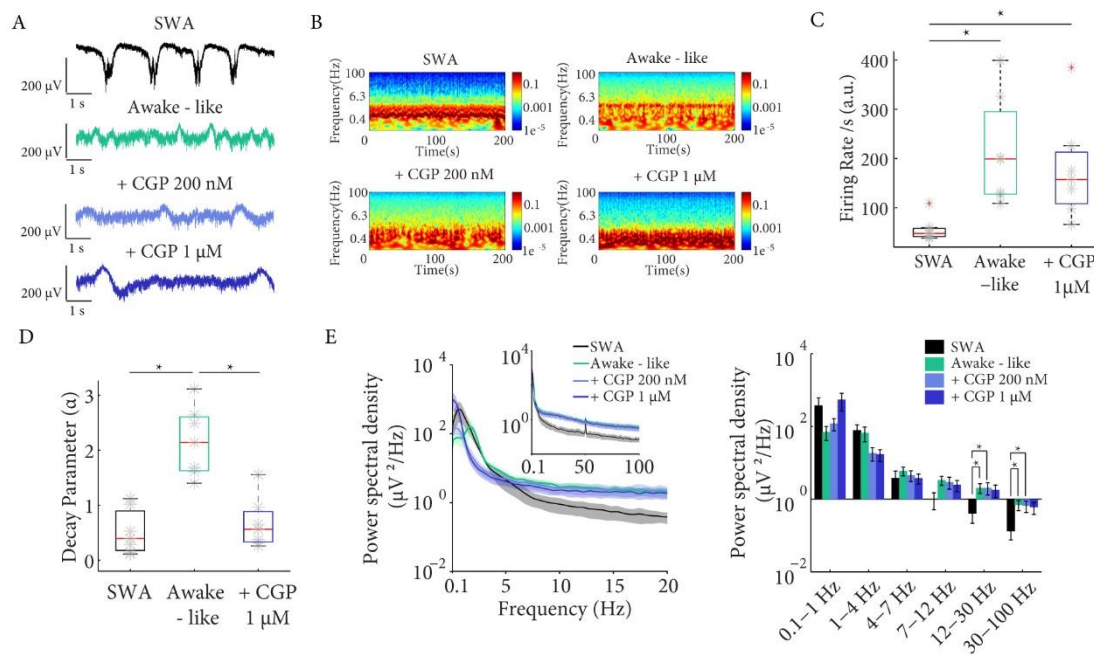 A
SWA
200 µV
1 s
Awake - like
200 µV
1 s
+ CGP 200 nM
200 µV
1 s
+ CGP 1 µM
200 µV
1 s
B
SWA
Frequency(Hz)
100
6.3
0.4
0
100
200
Time(s)
0.1
0.001
1e⁻⁵
Awake - like
Frequency(Hz)
100
6.3
0.4
0
100
200
Time(s)
0.1
0.001
1e⁻⁵
+ CGP 200 nM
Frequency(Hz)
100
6.3
0.4
0
100
200
Time(s)
0.1
0.001
1e⁻⁵
+ CGP 1 µM
Frequency(Hz)
100
6.3
0.4
0
100
200
Time(s)
0.1
0.001
1e⁻⁵
C
Firing Rate /s (a.u.)
400
300
200
100
*
*
SWA
Awake
–like
+ CGP
1µM
D
Decay Parameter (α)
3
2
1
0
*
*
SWA
Awake
- like
+ CGP
1 µM
E
Power spectral density
(µV ²/Hz)
10⁴
10²
10⁰
10⁻²
0.1
5
10
15
20
Frequency (Hz)
10⁴
10⁰
0.1
50
100
SWA
Awake - like
+ CGP 200 nM
+ CGP 1 µM
Power spectral density
(µV ²/Hz)
10⁴
10²
10⁰
10⁻²
SWA
Awake - like
+ CGP 200 nM
+ CGP 1 µM
*
*
*
*
0.1–1 Hz
1–4 Hz
4–7 Hz
7–12 Hz
12–30 Hz
30–100 Hz